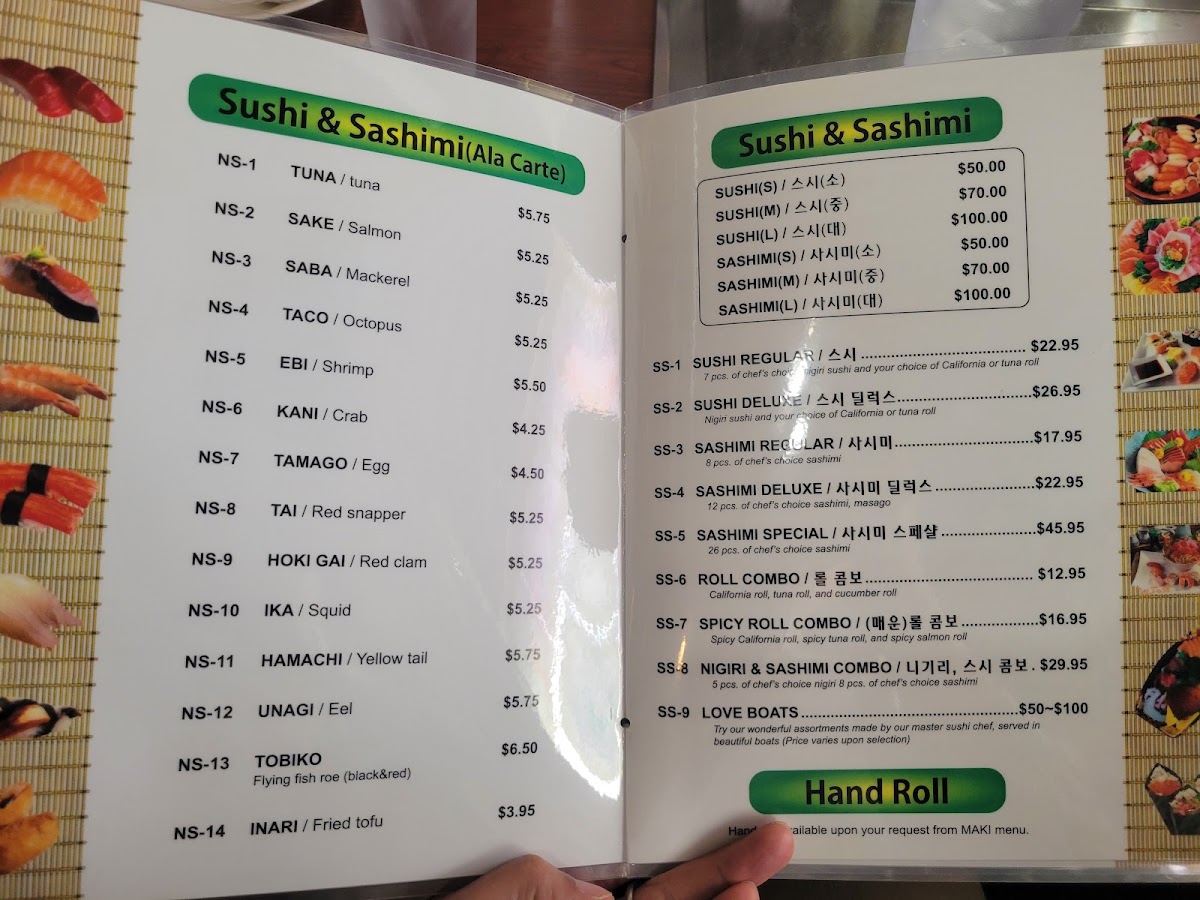 Sushi & Sashimi(Ala Carte)
NS-1 TUNA / tuna $5.75
NS-2 SAKE / Salmon $5.25
NS-3 SABA / Mackerel $5.25
NS-4 TACO / Octopus $5.25
NS-5 EBI / Shrimp $5.50
NS-6 KANI / Crab $4.25
NS-7 TAMAGO / Egg $4.50
NS-8 TAI / Red snapper $5.25
NS-9 HOKI GAI / Red clam $5.25
NS-10 IKA / Squid $5.25
NS-11 HAMACHI / Yellow tail $5.75
NS-12 UNAGI / Eel $5.75
NS-13 TOBIKO $6.50
Flying fish roe (black&red)
NS-14 INARI / Fried tofu $3.95
Sushi & Sashimi
SUSHI(S) / 스시(소) $50.00
SUSHI(M) / 스시(중) $70.00
SUSHI(L) / 스시(대) $100.00
SASHIMI(S) / 사시미(소) $50.00
SASHIMI(M) / 사시미(중) $70.00
SASHIMI(L) / 사시미(대) $100.00
SS-1 SUSHI REGULAR / 스시 ................................ $22.95
7 pcs. of chef's choice nigiri sushi and your choice of California or tuna roll
SS-2 SUSHI DELUXE / 스시 딜럭스..........................$26.95
Nigiri sushi and your choice of California or tuna roll
SS-3 SASHIMI REGULAR / 사시미...........................$17.95
8 pcs. of chef's choice sashimi
SS-4 SASHIMI DELUXE / 사시미 딜럭스....................$22.95
12 pcs. of chef's choice sashimi, masago
SS-5 SASHIMI SPECIAL / 사시미 스페샬..................$45.95
26 pcs. of chef's choice sashimi
SS-6 ROLL COMBO / 롤 콤보................................ $12.95
California roll, tuna roll, and cucumber roll
SS-7 SPICY ROLL COMBO / (매운)롤 콤보................$16.95
Spicy California roll, spicy tuna roll, and spicy salmon roll
SS-8 NIGIRI & SASHIMI COMBO / 니기리, 스시 콤보. $29.95
5 pcs. of chef's choice nigiri 8 pcs. of chef's choice sashimi
SS-9 LOVE BOATS..........................................$50~$100
Try our wonderful assortments made by our master sushi chef, served in
beautiful boats (Price varies upon selection)
Hand Roll
Hand available upon your request from MAKI menu.